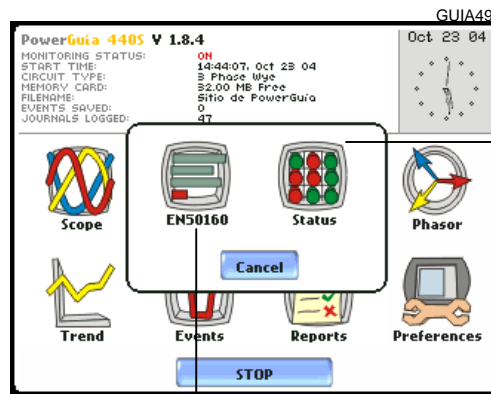 GUIA49
PowerGuía 440S V 1.8.4
Oct 23 04
MONITORING STATUS: ON
START TIME: 14:44:07, Oct 23 04
CIRCUIT TYPE: 3 Phase Wye
MEMORY CARD: 32.00 MB Free
FILENAME: Sitio de PowerGuía
EVENTS SAVED: 0
JOURNALS LOGGED: 47
EN50160
Status
Scope
Phasor
Cancel
Trend
Events
Reports
Preferences
STOP